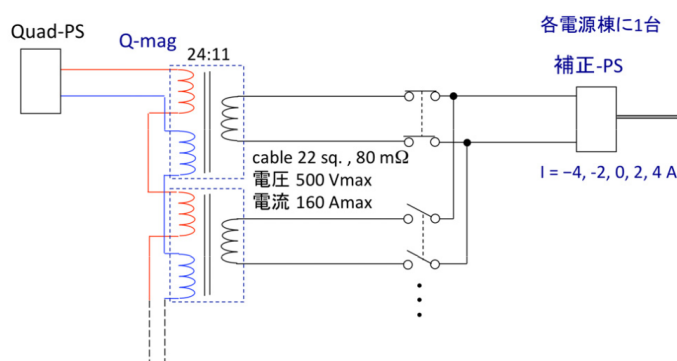 Quad-PS
Q-mag
24:11
各電源棟に1台
補正-PS
cable 22 sq. , 80 mΩ
電圧 500 Vmax
電流 160 Amax
I = −4, -2, 0, 2, 4 A